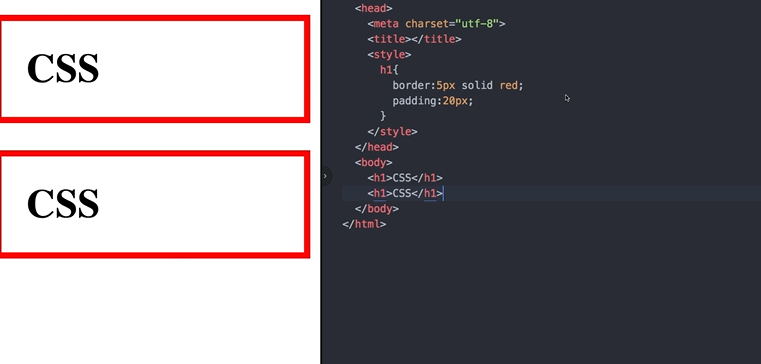 CSS
CSS
<head>
<meta charset="utf-8">
<title></title>
<style>
h1{
border:5px solid red;
padding:20px;
}
</style>
</head>
<body>
<h1>CSS</h1>
<h1>CSS</h1>
</body>
</html>